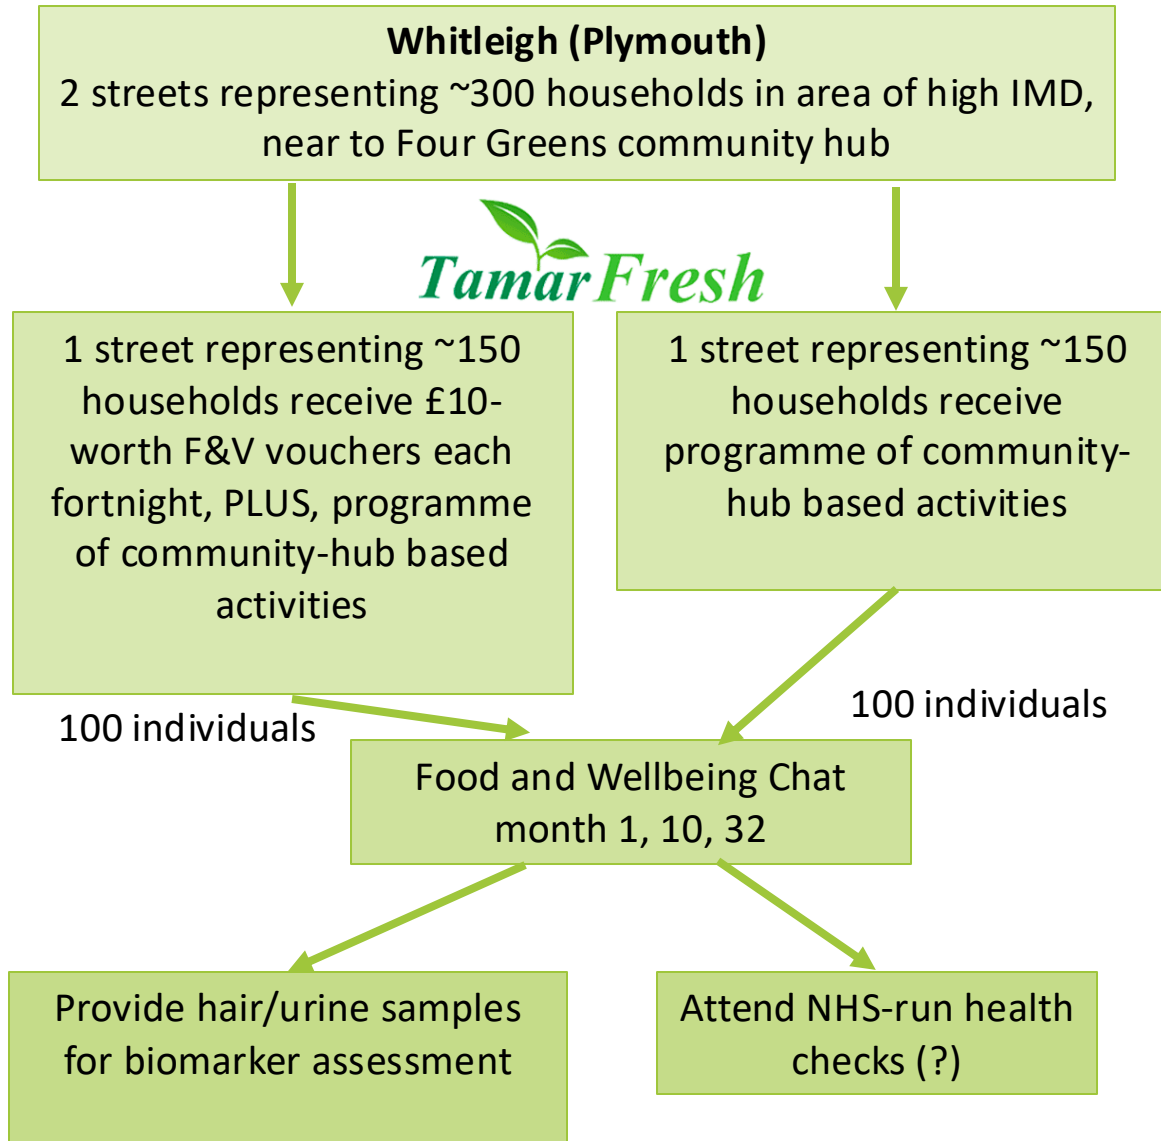 Whitleigh (Plymouth)
2 streets representing ~300 households in area of high IMD,
near to Four Greens community hub
Tamar Fresh
1 street representing ~150
households receive £10-
worth F&V vouchers each
fortnight, PLUS, programme
of community-hub based
activities
1 street representing ~150
households receive
programme of community-
hub based activities
100 individuals
100 individuals
Food and Wellbeing Chat
month 1, 10, 32
Provide hair/urine samples
for biomarker assessment
Attend NHS-run health
checks (?)